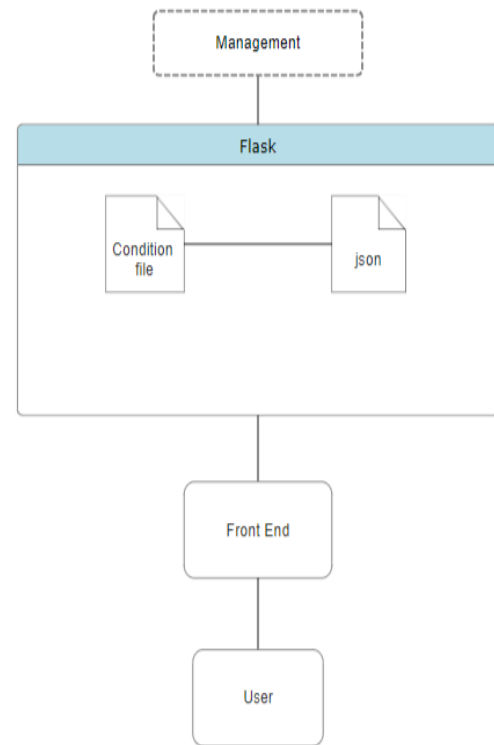 Management
Flask
Condition
file
json
Front End
User